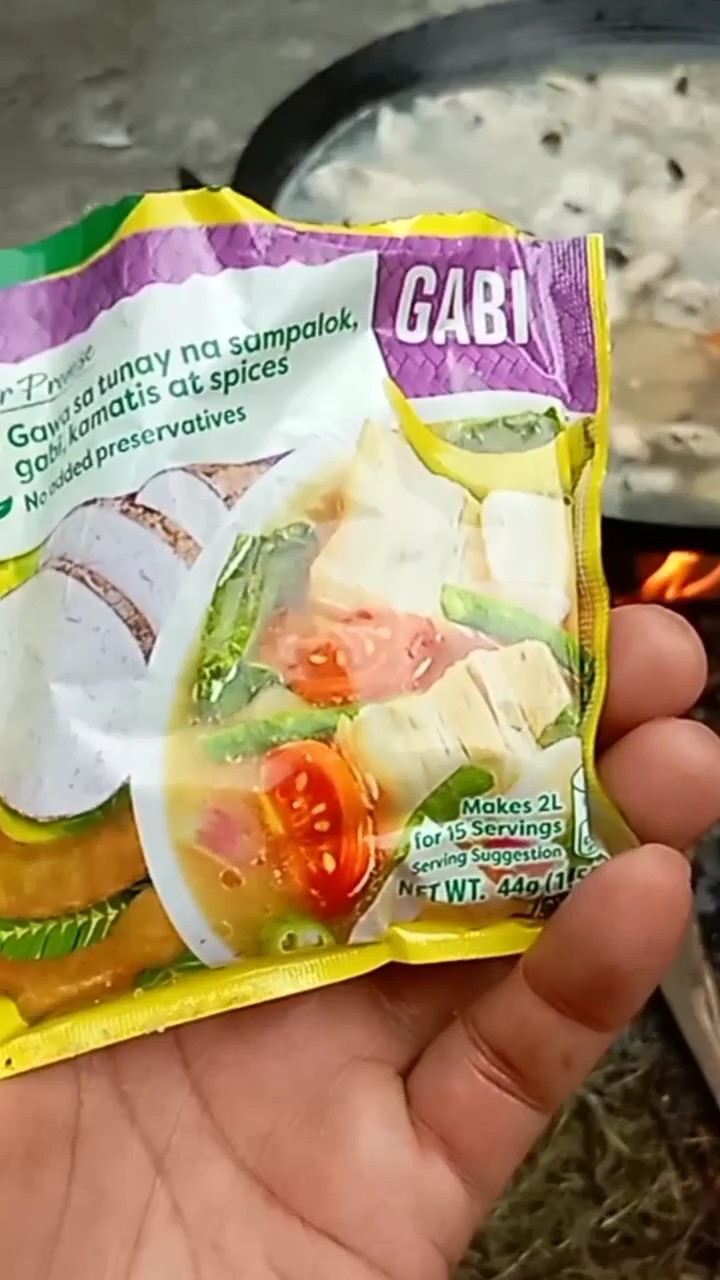 GABI
Gawa sa tunay na sampalok,
gabi, kamatis at spices
No added preservatives
Makes 2L
for 15 Servings
Serving Suggestion
NET WT. 44g